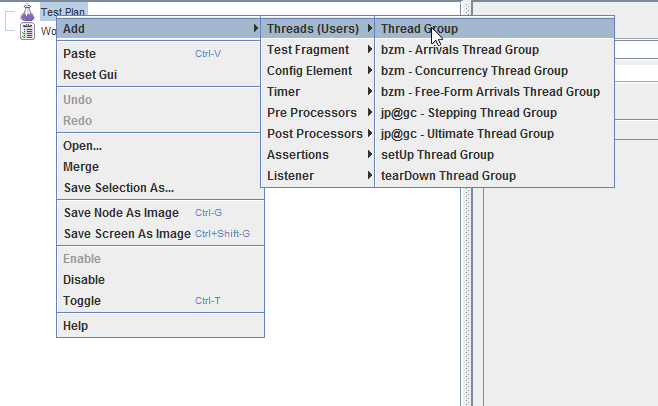 Test Plan
Wo
Add
Paste Ctrl-V
Reset Gui
Undo
Redo
Open...
Merge
Save Selection As...
Save Node As Image Ctrl-G
Save Screen As Image Ctrl+Shift-G
Enable
Disable
Toggle Ctrl-T
Help
Threads (Users)
Test Fragment
Config Element
Timer
Pre Processors
Post Processors
Assertions
Listener
Thread Group
bzm - Arrivals Thread Group
bzm - Concurrency Thread Group
bzm - Free-Form Arrivals Thread Group
jp@gc - Stepping Thread Group
jp@gc - Ultimate Thread Group
setUp Thread Group
tearDown Thread Group